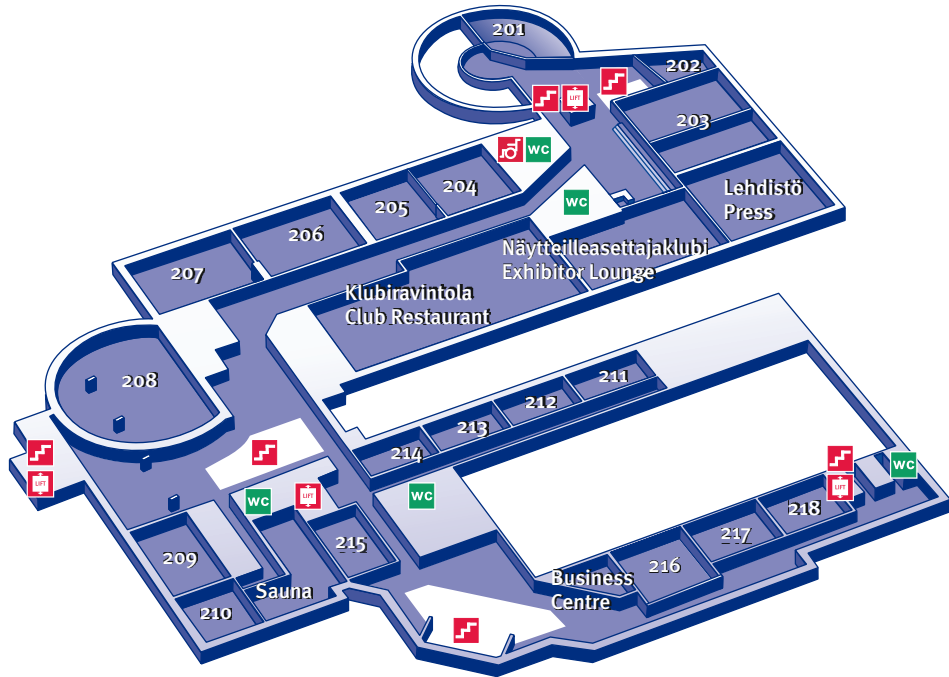 201
202
LIFT
203
WC
204
WC
205
Lehdistö
Press
206
Näytteilleasettajaklubi
Exhibitor Lounge
207
Klubiravintola
Club Restaurant
208
211
212
213
214
LIFT
WC
LIFT
WC
WC
LIFT
218
217
215
216
209
Business
Centre
Sauna
210